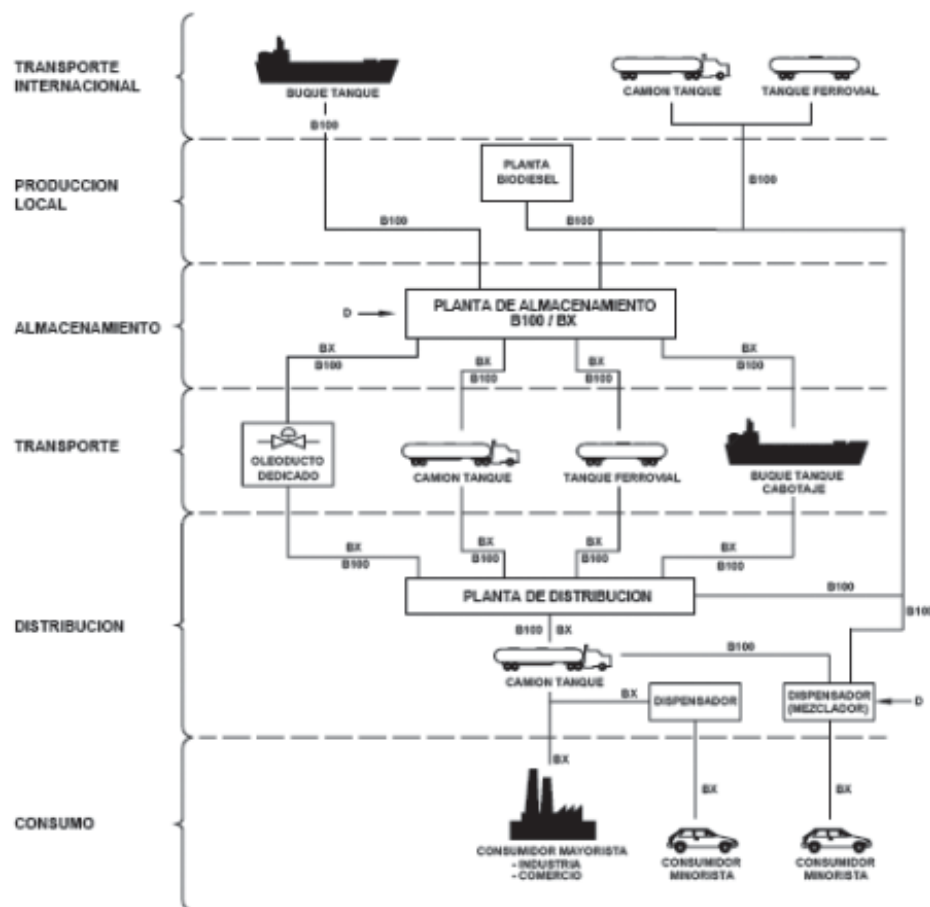 TRANSPORTE
INTERNACIONAL
BUQUE TANQUE
CAMION TANQUE
TANQUE FERROVIAL
B100
B100
PRODUCCION
LOCAL
PLANTA
BIODIESEL
B100
B100
ALMACENAMIENTO
D
PLANTA DE ALMACENAMIENTO
B100 / BX
BX
B100
BX
B100
BX
B100
BX
B100
TRANSPORTE
OLEODUCTO
DEDICADO
CAMION TANQUE
TANQUE FERROVIAL
BUQUE TANQUE
CABOTAJE
BX
B100
BX
B100
BX
B100
BX
B100
DISTRIBUCION
PLANTA DE DISTRIBUCION
B100
B100
B100 BX
CAMION TANQUE
B100
BX
DISPENSADOR
DISPENSADOR
(MEZCLADOR)
D
CONSUMO
BX
BX
BX
CONSUMIDOR MAYORISTA
- INDUSTRIA
- COMERCIO
CONSUMIDOR
MINORISTA
CONSUMIDOR
MINORISTA